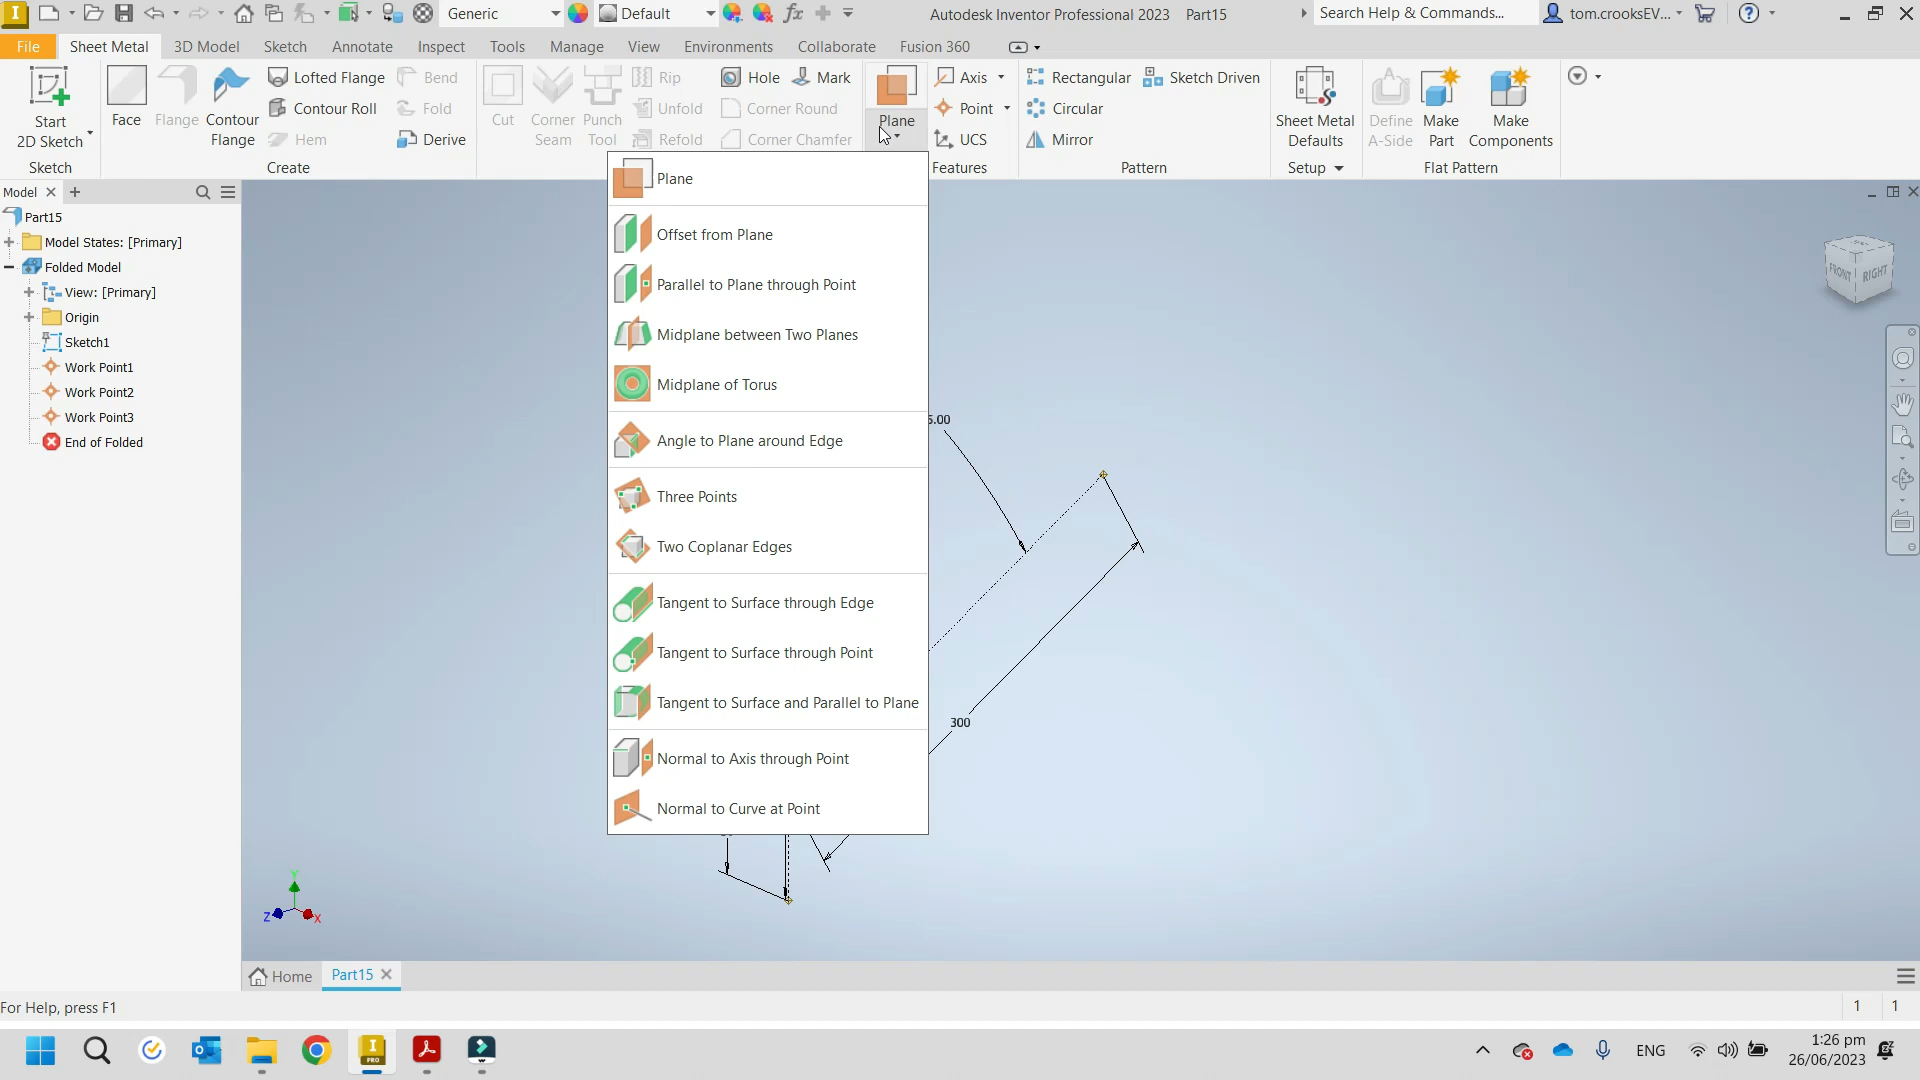 Generic
Default
Autodesk Inventor Professional 2023 Part15
Search Help & Commands...
tom.crooksEV...
File Sheet Metal 3D Model Sketch Annotate Inspect Tools Manage View Environments Collaborate Fusion 360
Start
2D Sketch
Sketch
Face
Flange
Contour
Flange
Lofted Flange
Contour Roll
Hem
Bend
Fold
Derive
Create
Cut
Corner
Seam
Punch
Tool
Rip
Unfold
Refold
Hole
Mark
Corner Round
Corner Chamfer
Plane
Axis
Point
UCS
Features
Rectangular
Circular
Mirror
Sketch Driven
Pattern
Sheet Metal
Defaults
Setup
Define
A-Side
Make
Part
Make
Components
Flat Pattern
Model
Part15
Model States: [Primary]
Folded Model
View: [Primary]
Origin
Sketch1
Work Point1
Work Point2
Work Point3
End of Folded
Plane
Offset from Plane
Parallel to Plane through Point
Midplane between Two Planes
Midplane of Torus
Angle to Plane around Edge
Three Points
Two Coplanar Edges
Tangent to Surface through Edge
Tangent to Surface through Point
Tangent to Surface and Parallel to Plane
Normal to Axis through Point
Normal to Curve at Point
5.00
300
FRONT RIGHT
Y
Z X
Home
Part15
For Help, press F1
1 1
PRO
ENG
1:26 pm
26/06/2023